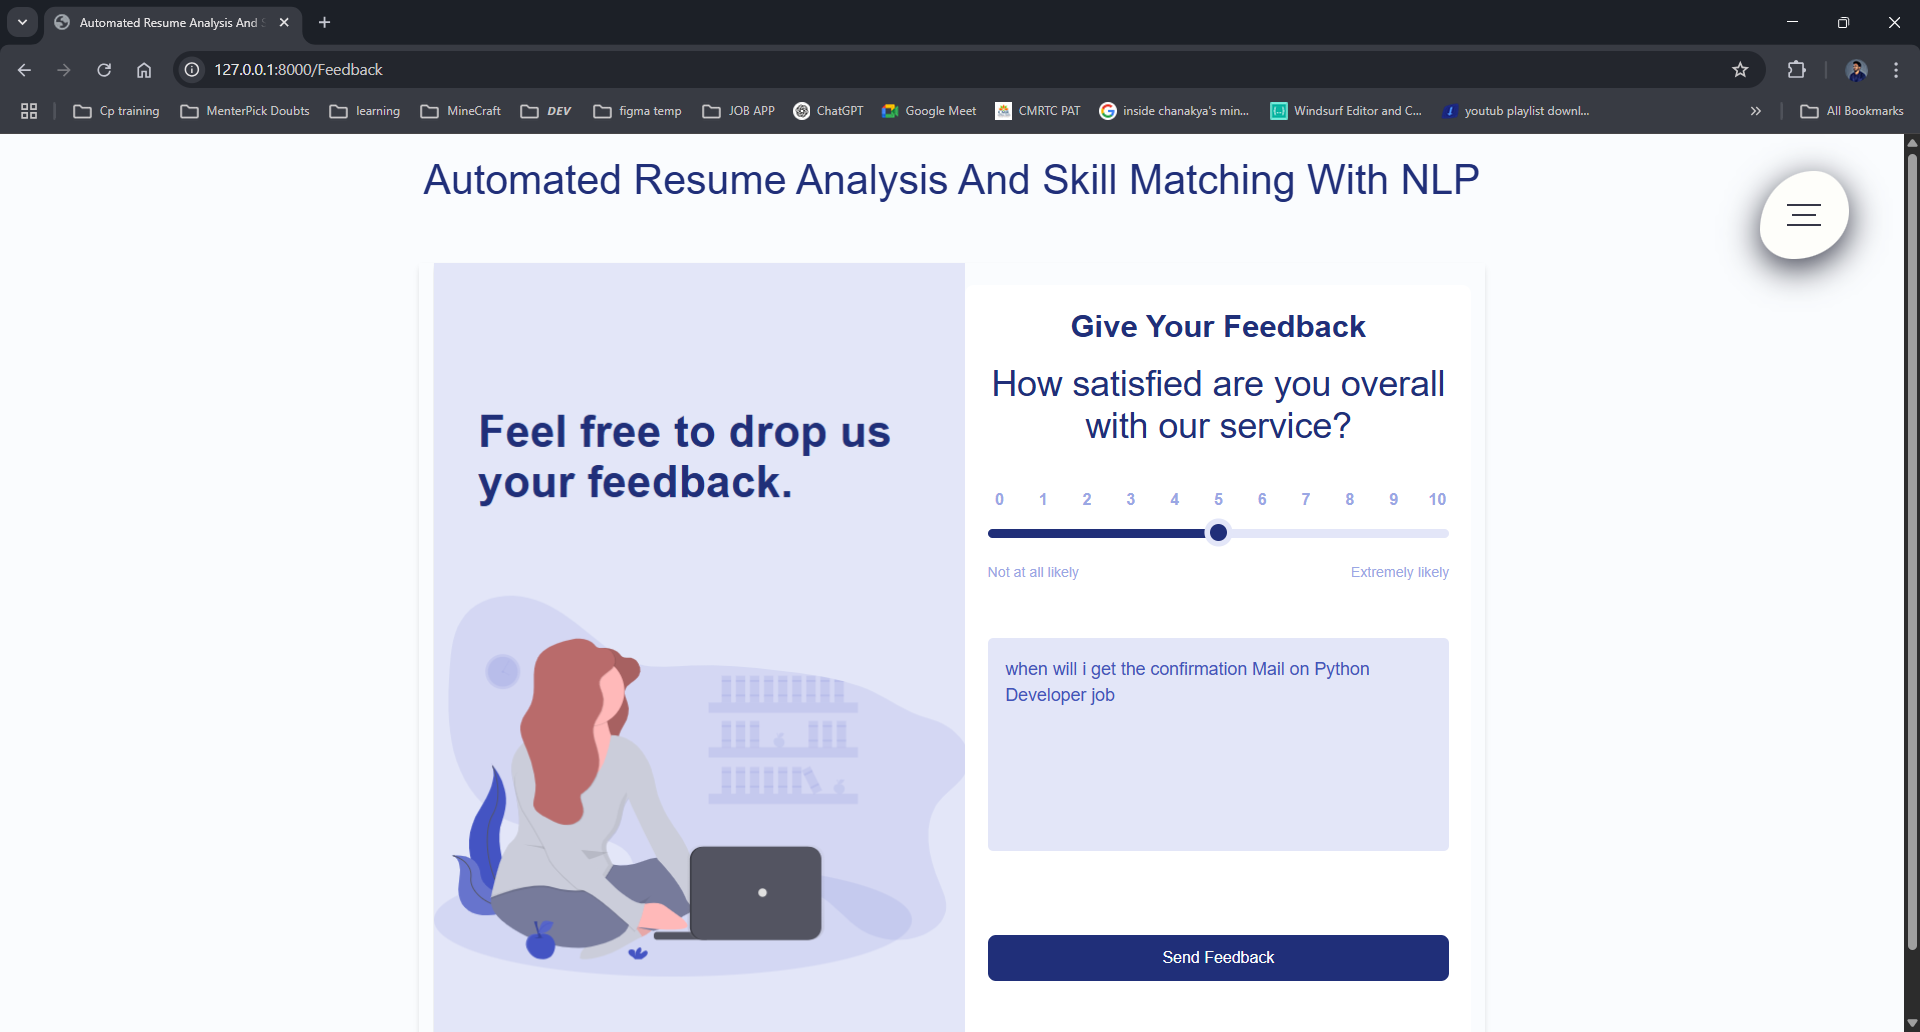 Automated Resume Analysis And S
127.0.0.1:8000/Feedback
Cp training
MenterPick Doubts
learning
MineCraft
DEV
figma temp
JOB APP
ChatGPT
Google Meet
CMRTC PAT
inside chanakya's min...
Windsurf Editor and C...
youtub playlist downl...
All Bookmarks
Automated Resume Analysis And Skill Matching With NLP
Feel free to drop us
your feedback.
Give Your Feedback
How satisfied are you overall
with our service?
0 1 2 3 4 5 6 7 8 9 10
Not at all likely
Extremely likely
when will i get the confirmation Mail on Python
Developer job
Send Feedback